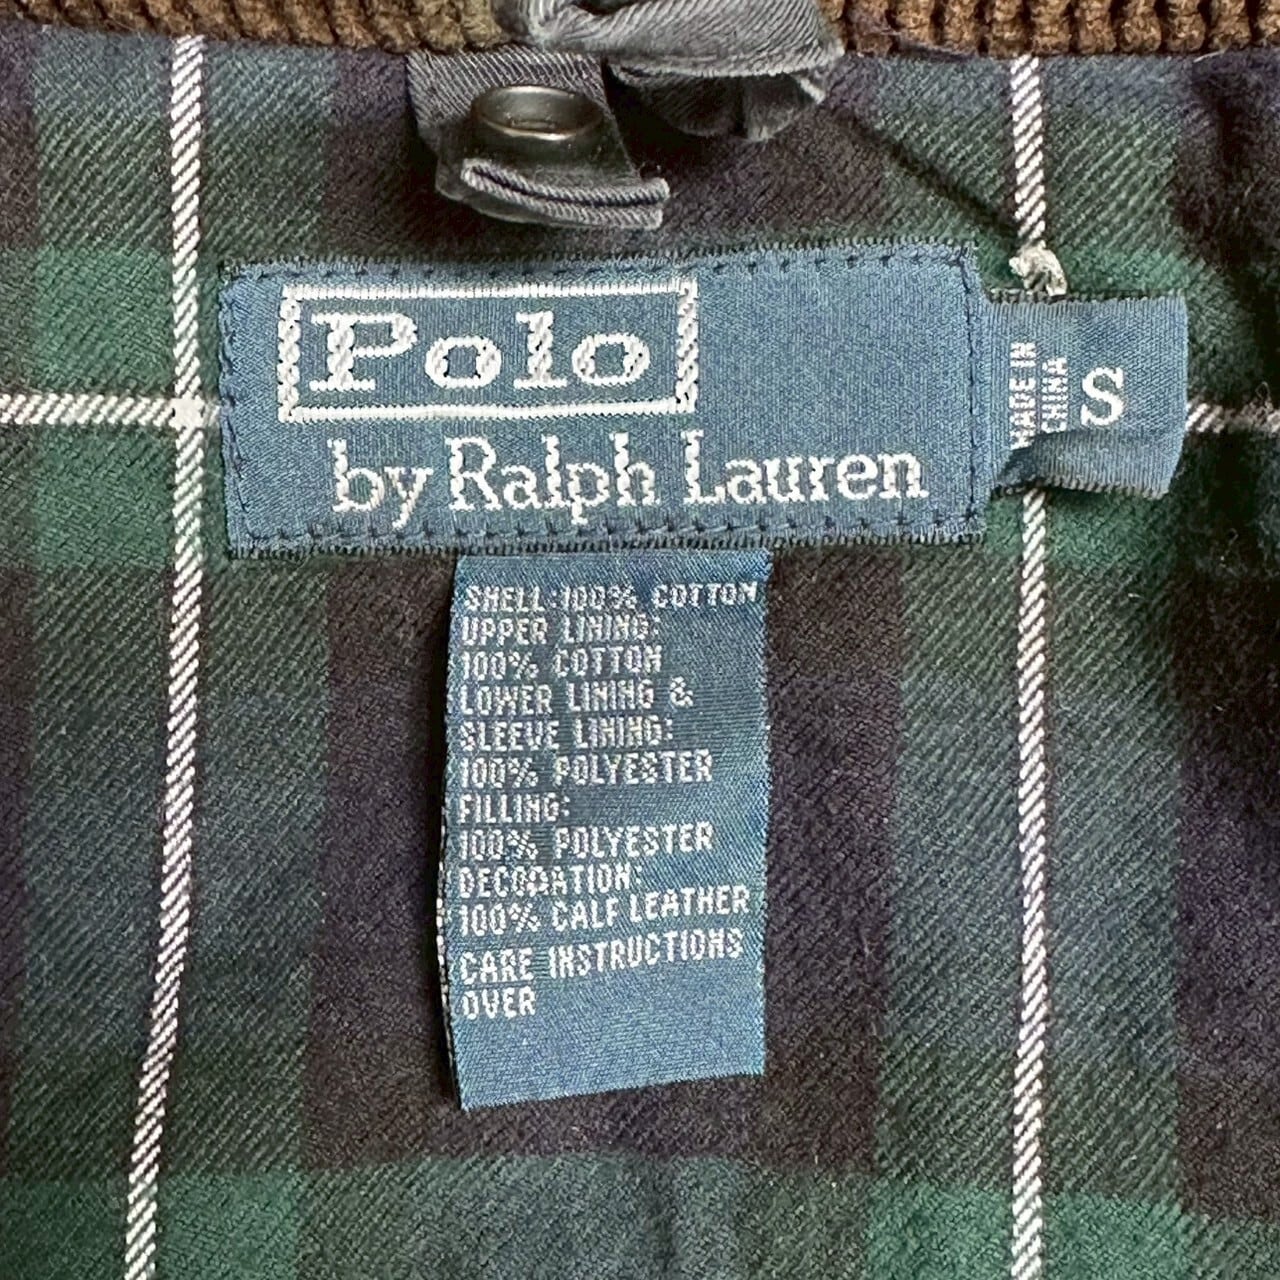 Polo
by Ralph Lauren
MADE IN
CHINA
S
SHELL:100% COTTON
UPPER LINING:
100% COTTON
LOWER LINING &
SLEEVE LINING:
100% POLYESTER
FILLING:
100% POLYESTER
DECORATION:
100% CALF LEATHER
CARE INSTRUCTIONS
OVER